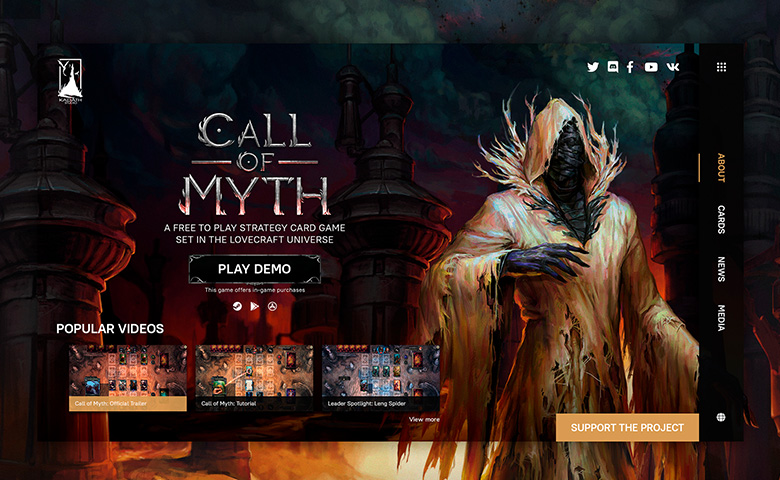 KADATH
CALL
OF
MYTH
A FREE TO PLAY STRATEGY CARD GAME
SET IN THE LOVECRAFT UNIVERSE
PLAY DEMO
This game offers in-game purchases
POPULAR VIDEOS
Call of Myth: Official Trailer
Call of Myth: Tutorial
Leader Spotlight: Leng Spider
View more
ABOUT
CARDS
NEWS
MEDIA
SUPPORT THE PROJECT